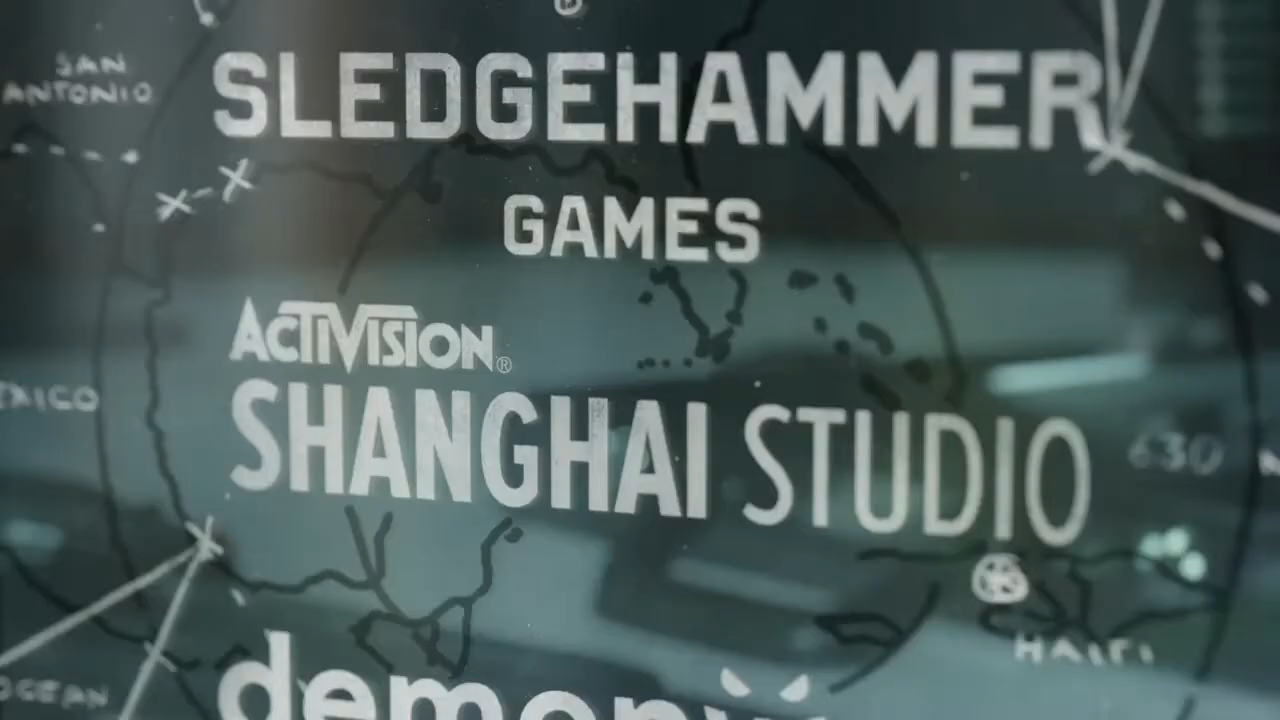 SAN
ANTONIO
SLEDGEHAMMER
GAMES
ACTIVISION®
SHANGHAI STUDIO
630
HAITI
OCEAN